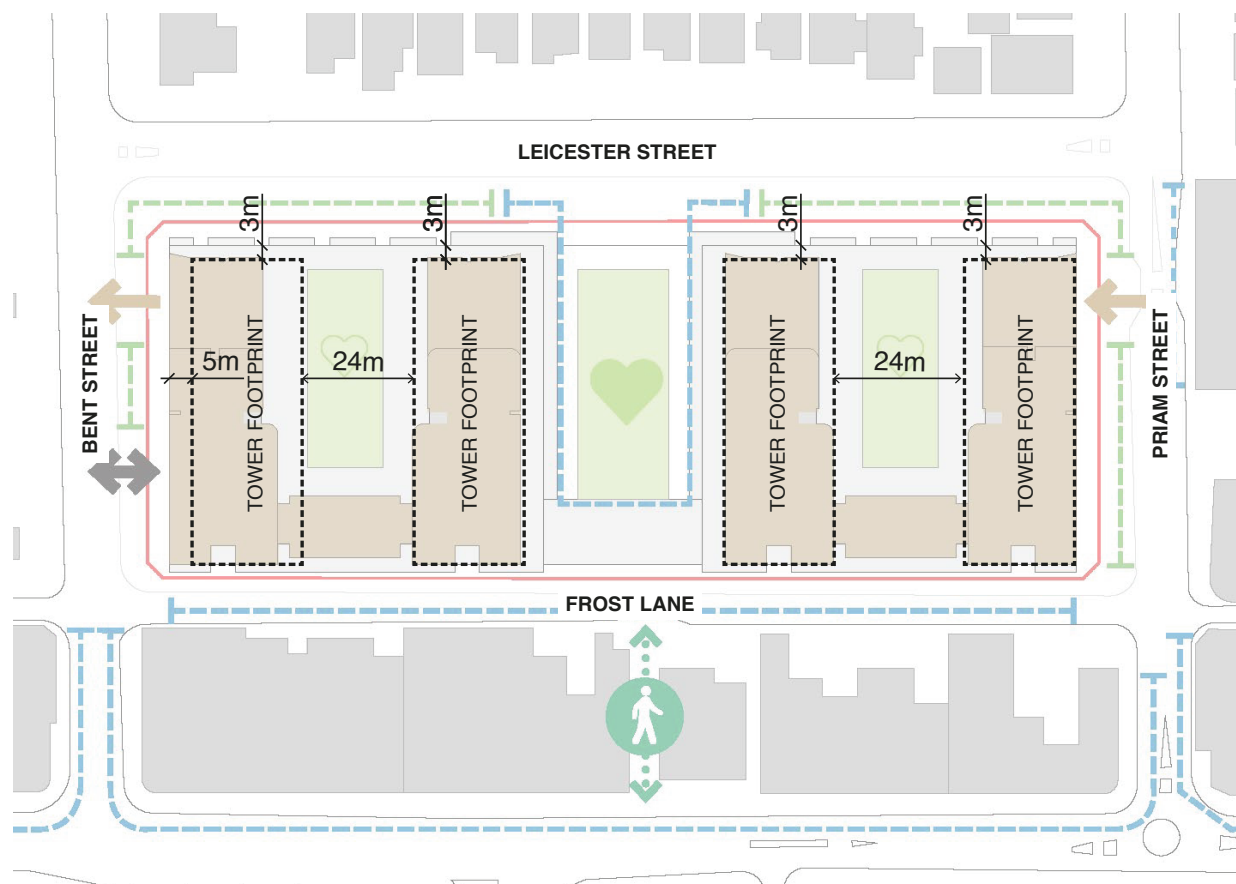 LEICESTER STREET
3m
3m
3m
3m
BENT STREET
5m
24m
24m
TOWER FOOTPRINT
TOWER FOOTPRINT
TOWER FOOTPRINT
TOWER FOOTPRINT
PRIAM STREET
FROST LANE